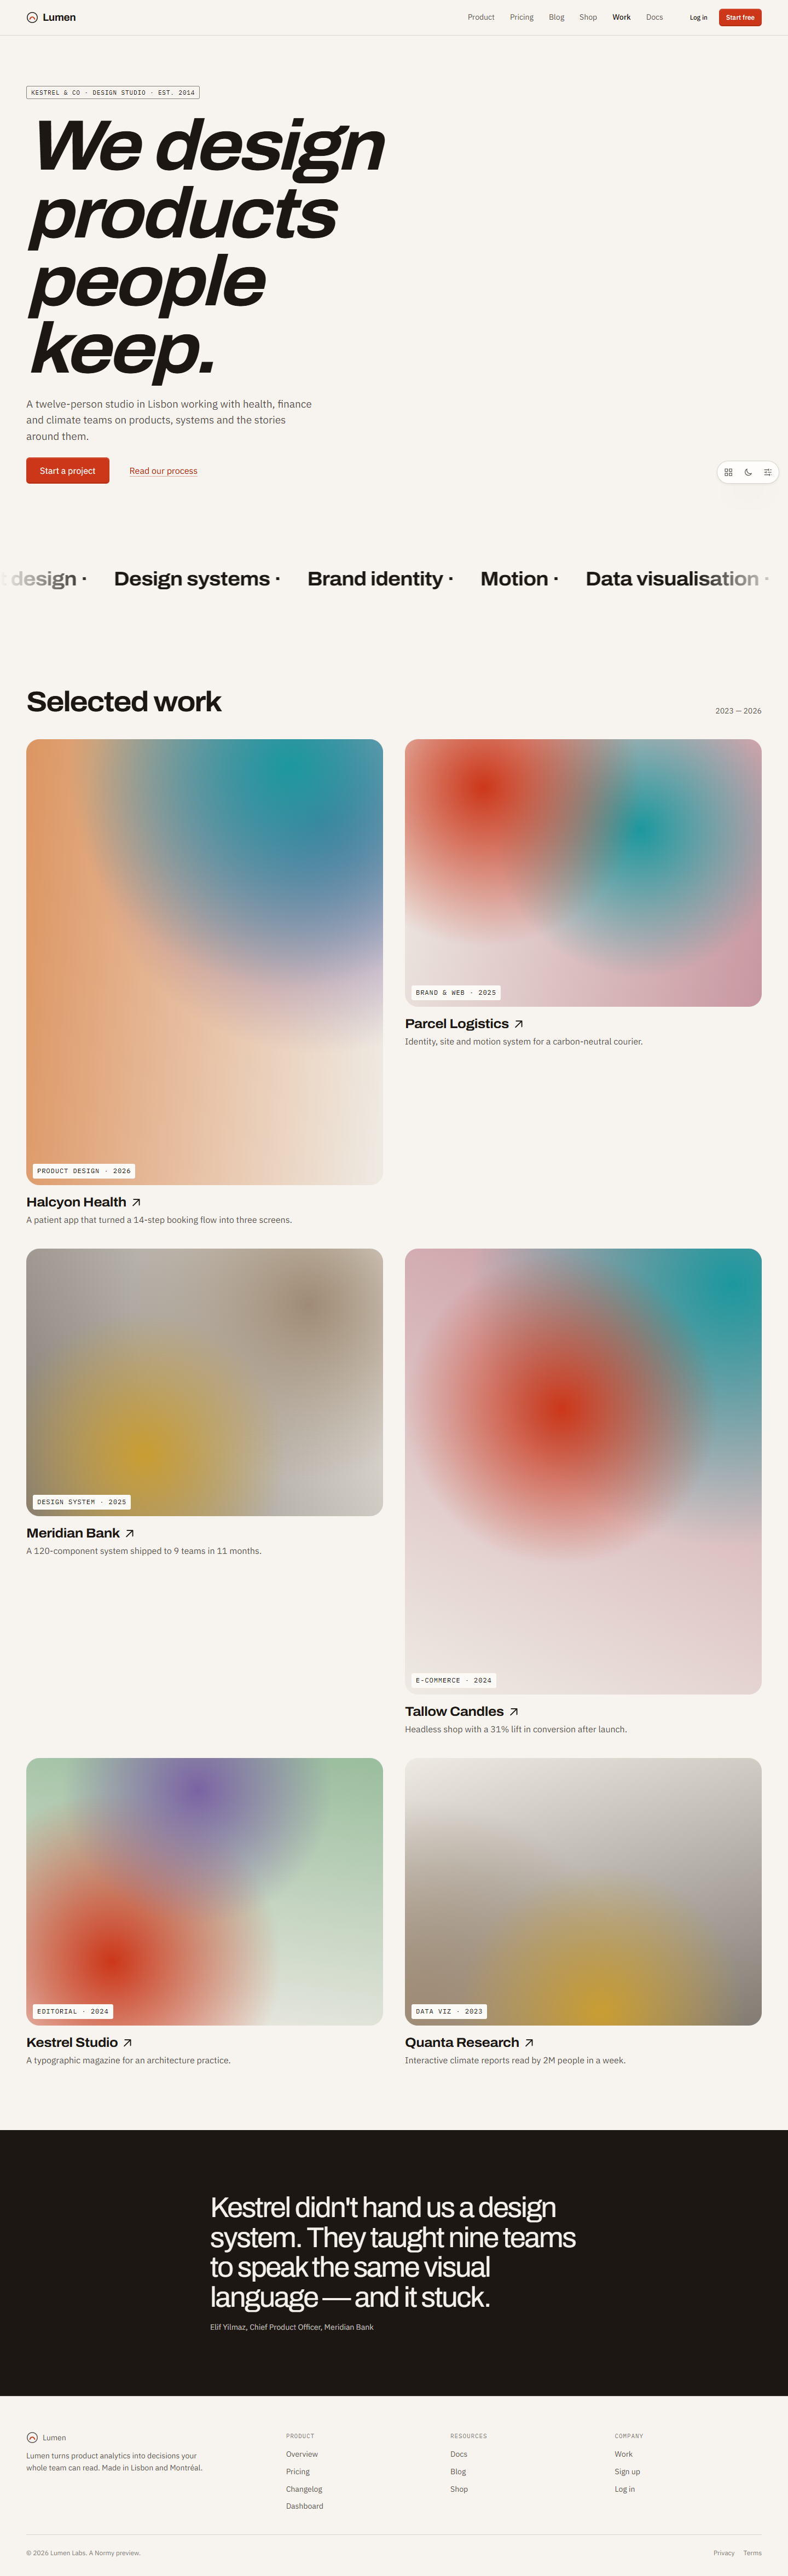 Lumen
Product Pricing Blog Shop Work Docs Log in Start free
KESTREL & CO · DESIGN STUDIO · EST. 2014
We design
products
people
keep.
A twelve-person studio in Lisbon working with health, finance
and climate teams on products, systems and the stories
around them.
Start a project Read our process
t design · Design systems · Brand identity · Motion · Data visualisation ·
Selected work
2023 — 2026
PRODUCT DESIGN · 2026
Halcyon Health
A patient app that turned a 14-step booking flow into three screens.
BRAND & WEB · 2025
Parcel Logistics
Identity, site and motion system for a carbon-neutral courier.
DESIGN SYSTEM · 2025
Meridian Bank
A 120-component system shipped to 9 teams in 11 months.
E-COMMERCE · 2024
Tallow Candles
Headless shop with a 31% lift in conversion after launch.
EDITORIAL · 2024
Kestrel Studio
A typographic magazine for an architecture practice.
DATA VIZ · 2023
Quanta Research
Interactive climate reports read by 2M people in a week.
Kestrel didn't hand us a design
system. They taught nine teams
to speak the same visual
language — and it stuck.
Elif Yilmaz, Chief Product Officer, Meridian Bank
Lumen
Lumen turns product analytics into decisions your
whole team can read. Made in Lisbon and Montréal.
PRODUCT
Overview
Pricing
Changelog
Dashboard
RESOURCES
Docs
Blog
Shop
COMPANY
Work
Sign up
Log in
© 2026 Lumen Labs. A Normy preview.
Privacy Terms